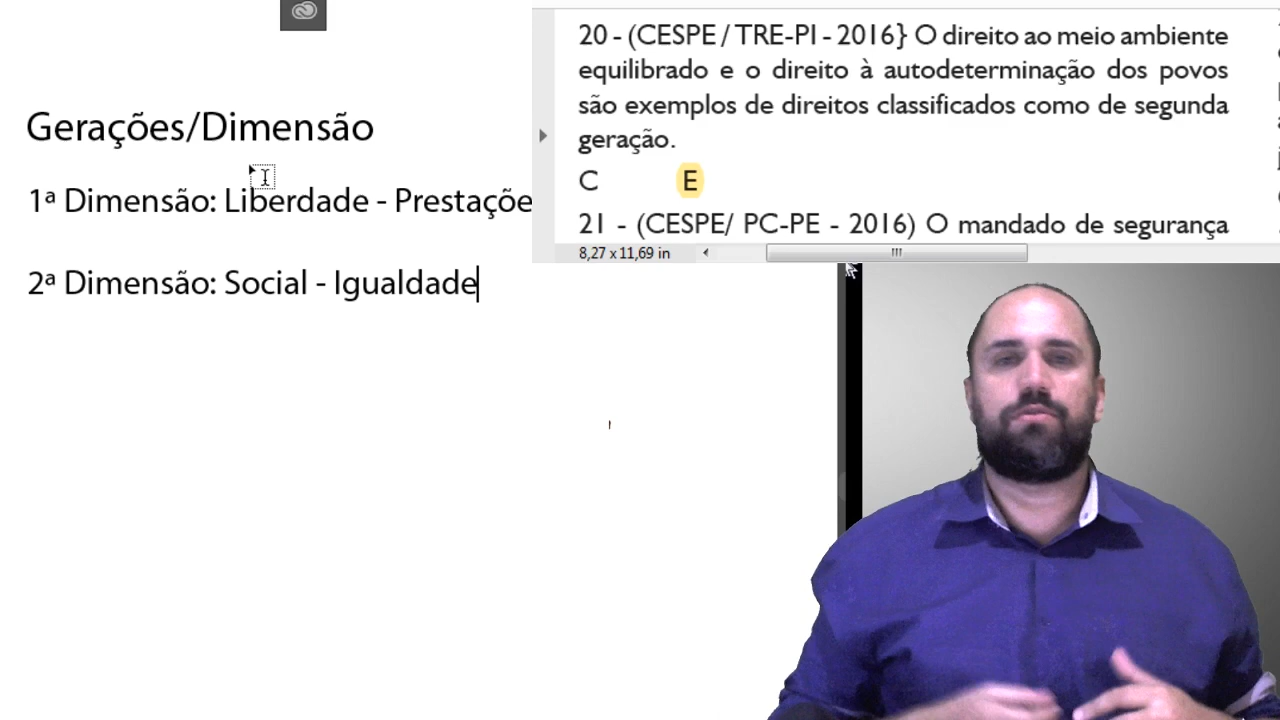 Gerações/Dimensão
1ª Dimensão: Liberdade - Prestaçõe
2ª Dimensão: Social - Igualdade
20 - (CESPE / TRE-PI - 2016} O direito ao meio ambiente
equilibrado e o direito à autodeterminação dos povos
são exemplos de direitos classificados como de segunda
geração.
C E
21 - (CESPE/ PC-PE - 2016) O mandado de segurança
8,27 x 11,69 in